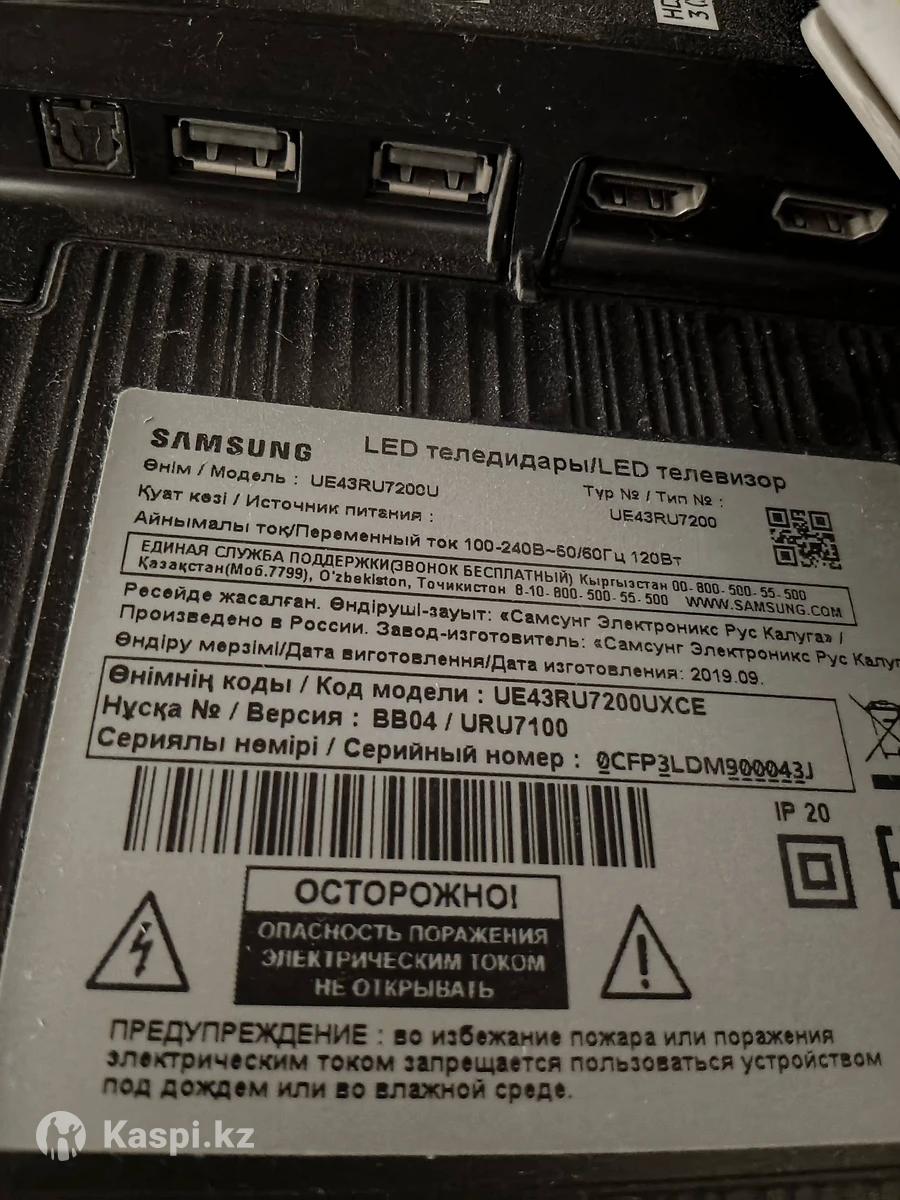 SAMSUNG
LED теледидары/LED телевизор
Өнім / Модель : UE43RU7200U
Түр № / Тип № :
UE43RU7200
Қуат көзі / Источник питания :
Айнымалы ток/Переменный ток 100-240В~50/60Гц 120Вт
ЕДИНАЯ СЛУЖБА ПОДДЕРЖКИ(ЗВОНОК БЕСПЛАТНЫЙ) Кыргызстан 00-800-500-55-500
Қазақстан(Моб.7799), O'zbekiston, Точикистон 8-10-800-500-55-500 WWW.SAMSUNG.COM
Ресейде жасалған. Өндіруші-зауыт: «Самсунг Электроникс Рус Калуга» /
Произведено в России. Завод-изготовитель: «Самсунг Электроникс Рус Калуг
Өндіру мерзімі/Дата виготовлення/Дата изготовления: 2019.09.
Өнімнің коды / Код модели : UE43RU7200UXCE
Нұсқа № / Версия : BB04 / URU7100
Сериялы нөмірі / Серийный номер : 0CFP3LDM900043J
IP 20
ОСТОРОЖНО!
ОПАСНОСТЬ ПОРАЖЕНИЯ
ЭЛЕКТРИЧЕСКИМ ТОКОМ
НЕ ОТКРЫВАТЬ
ПРЕДУПРЕЖДЕНИЕ : во избежание пожара или поражения
электрическим током запрещается пользоваться устройством
под дождем или во влажной среде.
Kaspi.kz